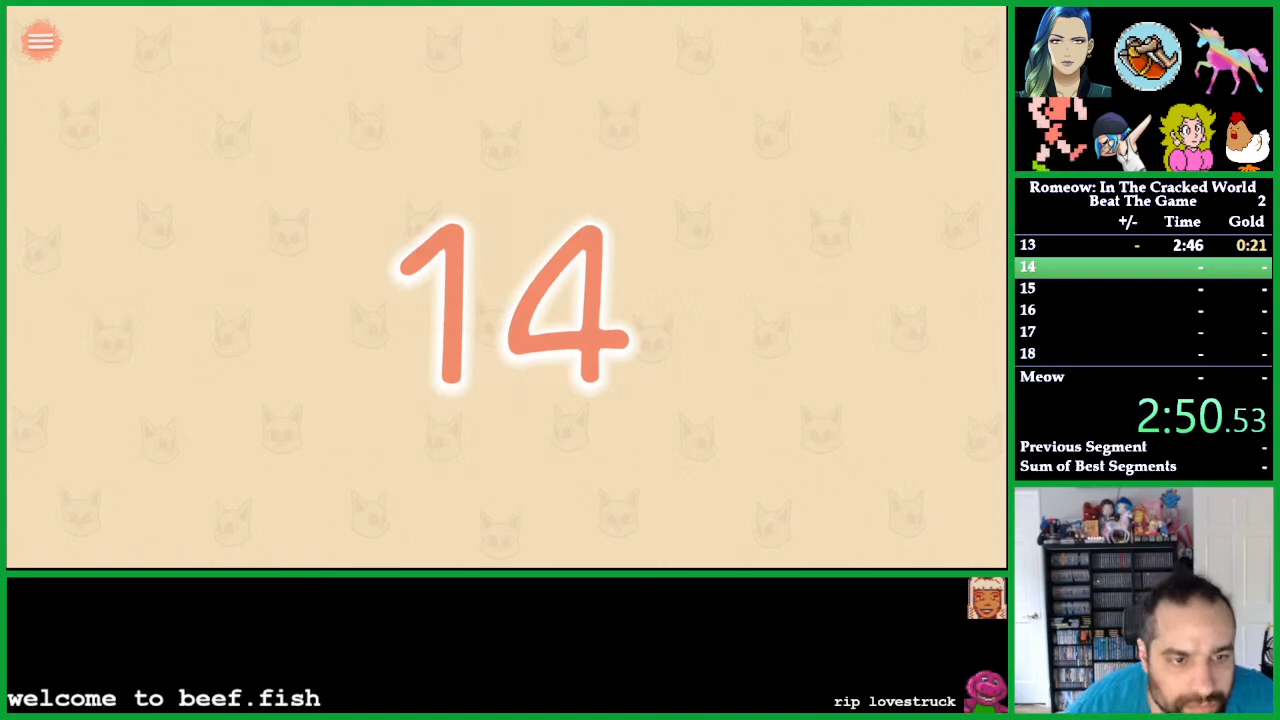 14
Romeow: In The Cracked World
Beat The Game 2
+/- Time Gold
13 - 2:46 0:21
14 - -
15 - -
16 - -
17 - -
18 - -
Meow - -
2:50.53
Previous Segment -
Sum of Best Segments -
welcome to beef.fish
rip lovestruck